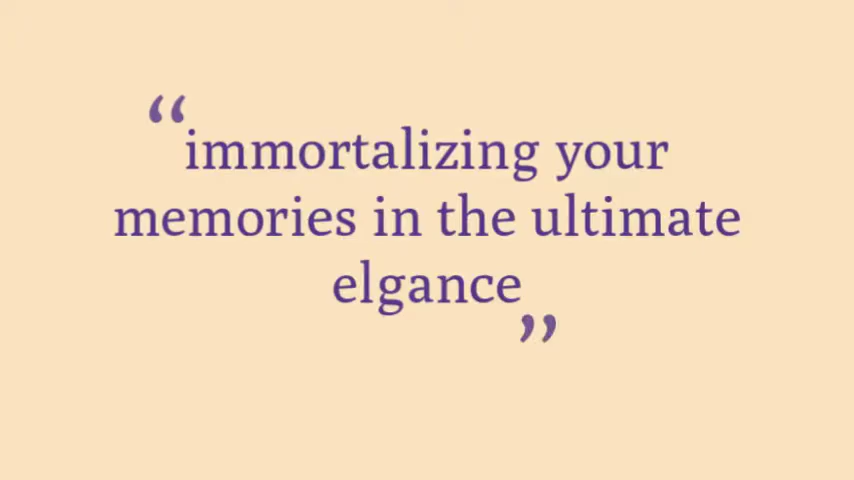 “immortalizing your
memories in the ultimate
elgance”